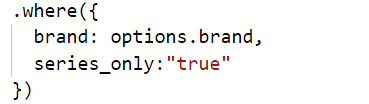 .where({
  brand: options.brand,
  series_only:"true"
})